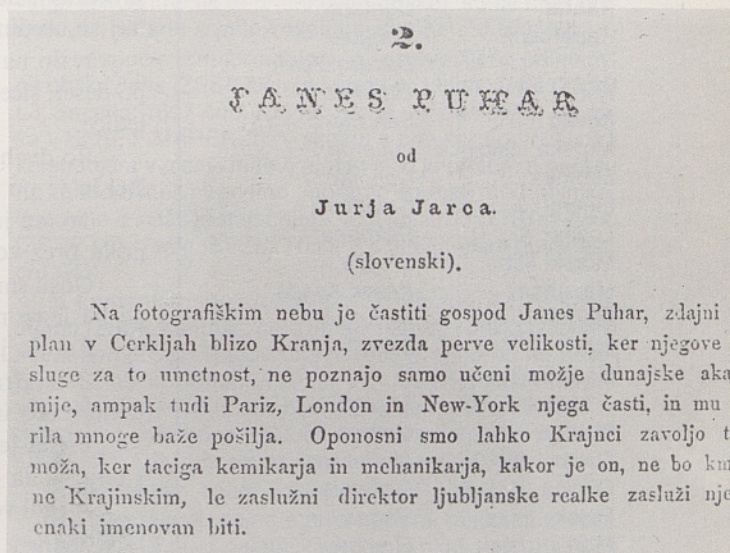 2.
JANES PUHAR
od
Jurja Jarca.
(slovenski).
Na fotografiškim nebu je častiti gospod Janes Puhar, zdajni
plan v Cerkljah blizo Kranja, zvezda perve velikosti, ker njegove
sluge za to umetnost, ne poznajo samo učeni možje dunajske aka
mije, ampak tudi Pariz, London in New-York njega časti, in mu
rila mnoge baže pošilja. Oponosni smo lahko Krajnci zavoljo t
moža, ker taciga kemikarja in mehanikarja, kakor je on, ne bo
ne Krajinskim, le zaslužni direktor ljubljanske realke zasluži nje
enaki imenovan biti.